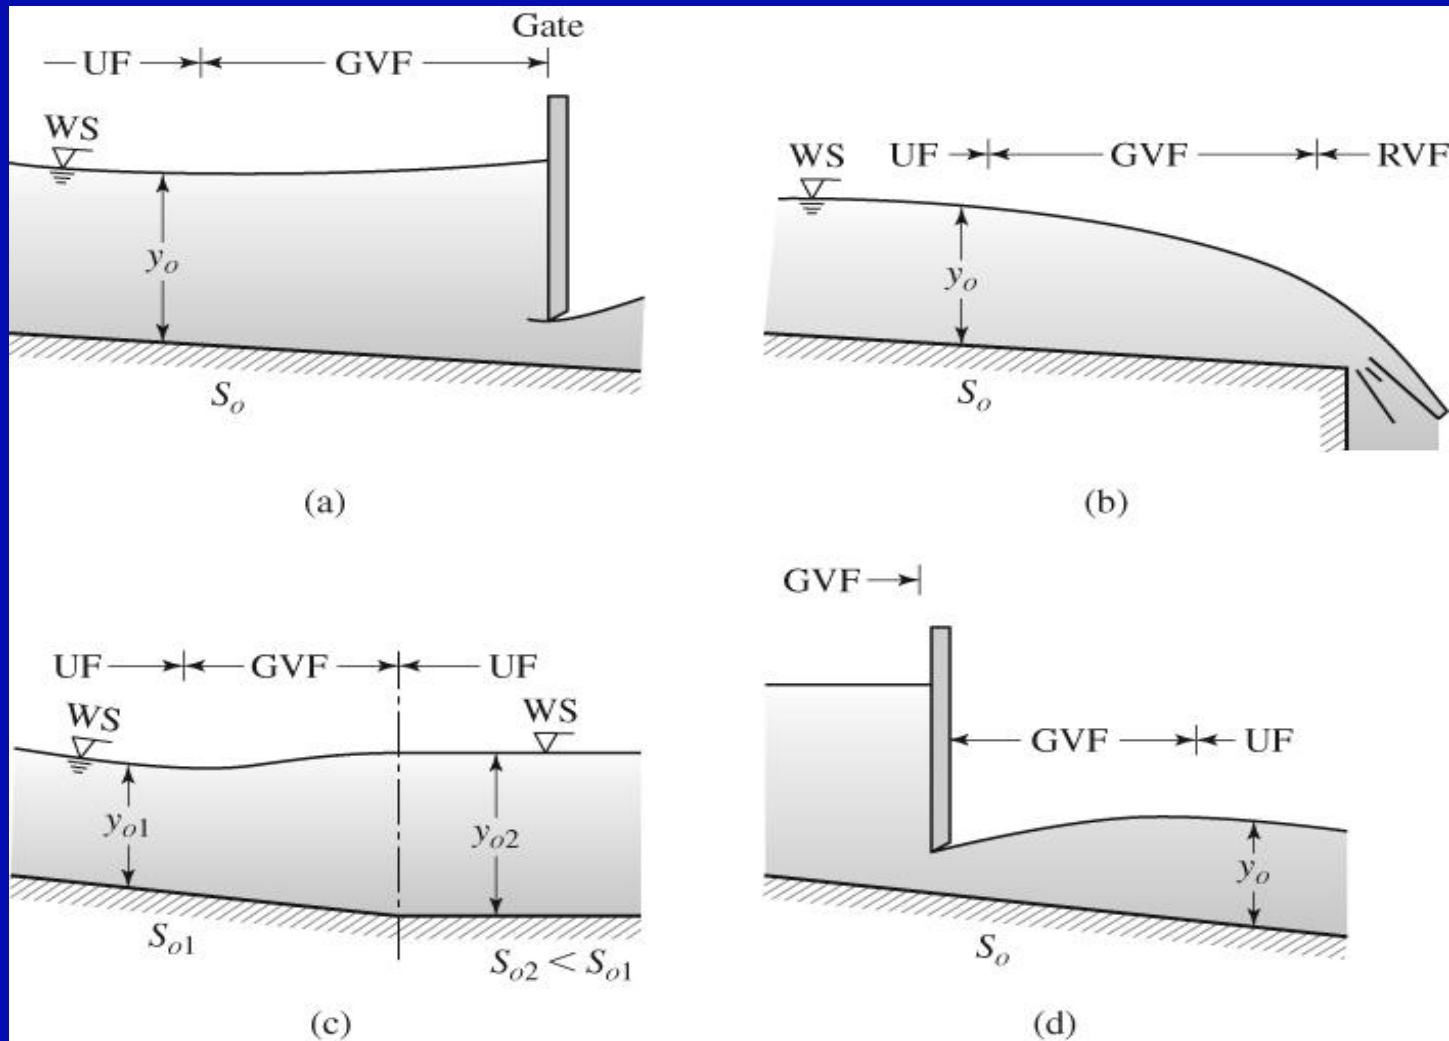 Gate
UF GVF
WS
y_o
S_o
(a)
WS UF GVF RVF
y_o
S_o
(b)
UF GVF UF
WS WS
y_o1 y_o2
S_o1
S_o2 < S_o1
(c)
GVF
GVF UF
y_o
S_o
(d)